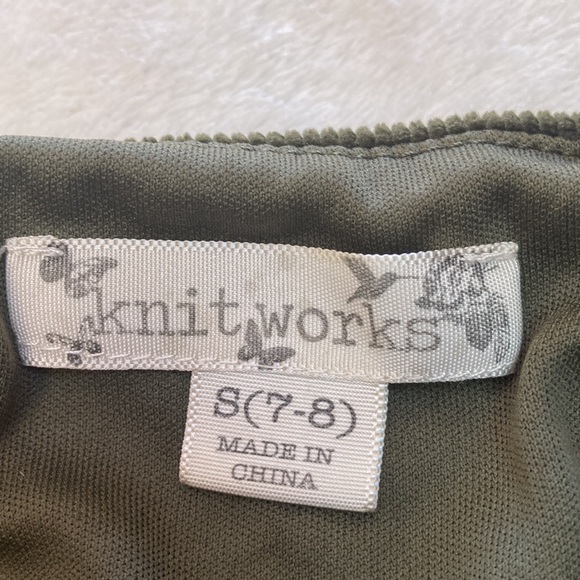 knit works
S(7-8)
MADE IN
CHINA